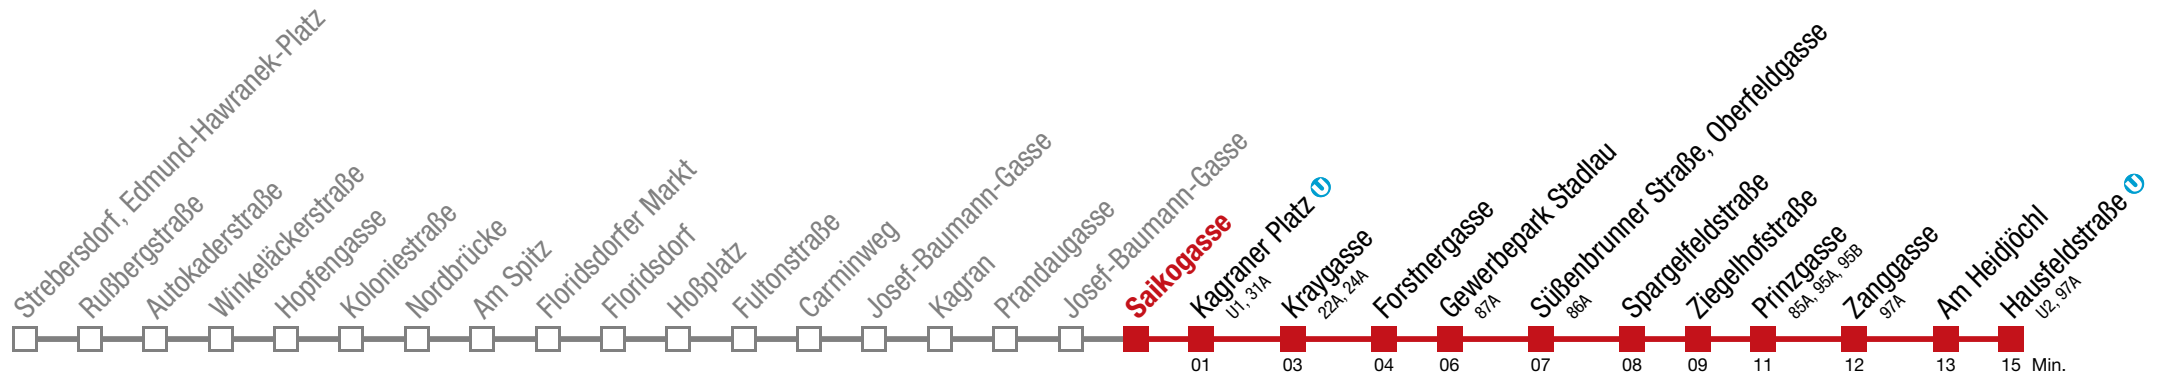 Strebersdorf, Edmund-Hawranek-Platz
Rußbergstraße
Autokaderstraße
Winkeläckerstraße
Hopfengasse
Koloniestraße
Nordbrücke
Am Spitz
Floridsdorfer Markt
Floridsdorf
Hoßplatz
Fultonstraße
Carminweg
Josef-Baumann-Gasse
Kagran
Prandaugasse
Josef-Baumann-Gasse
Saikogasse
Kagraner Platz
U1, 31A
Kraygasse
22A, 24A
Forstnergasse
Gewerbepark Stadlau
87A
Süßenbrunner Straße, Oberfeldgasse
86A
Spargelfeldstraße
Ziegelhofstraße
Prinzgasse
85A, 95A, 95B
Zanggasse
97A
Am Heidjöchl
Hausfeldstraße
U2, 97A
01 03 04 06 07 08 09 11 12 13 15 Min.